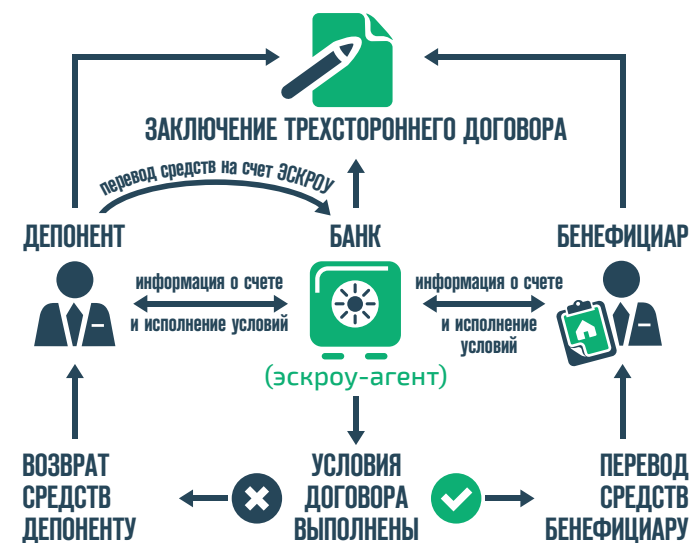 ЗАКЛЮЧЕНИЕ ТРЕХСТОРОННЕГО ДОГОВОРА
перевод средств на счет ЭСКРОУ
ДЕПОНЕНТ
БАНК
БЕНЕФИЦИАР
информация о счете
и исполнение условий
информация о счете
и исполнение
условий
(эскроу-агент)
ВОЗВРАТ
СРЕДСТВ
ДЕПОНЕНТУ
УСЛОВИЯ
ДОГОВОРА
ВЫПОЛНЕНЫ
ПЕРЕВОД
СРЕДСТВ
БЕНЕФИЦИАРУ